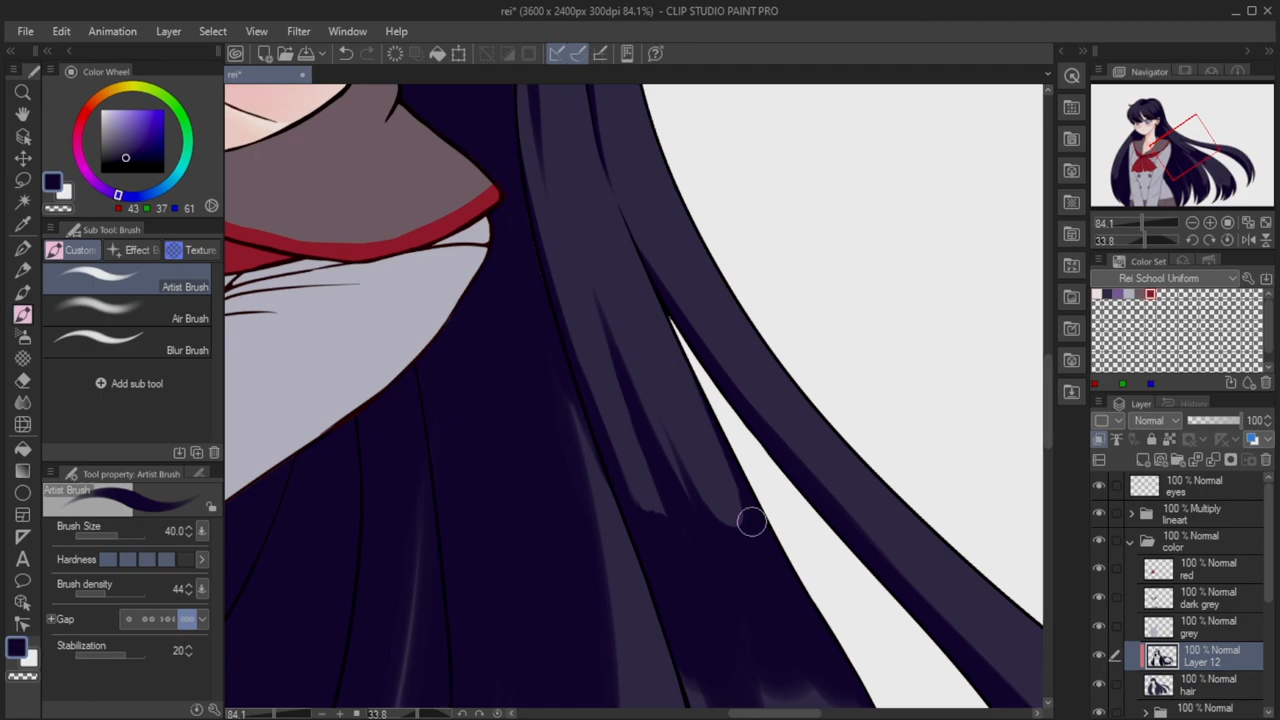 rei* (3600 x 2400px 300dpi 84.1%) - CLIP STUDIO PAINT PRO
File Edit Animation Layer Select View Filter Window Help
rei*
Color Wheel
43 37 61
Sub Tool: Brush
Custom Effect B Texture
Artist Brush
Air Brush
Blur Brush
Add sub tool
Tool property: Artist Brush
Artist Brush
Brush Size 40.0
Hardness
Brush density 44
Gap
Stabilization 20
84.1 33.8
Navigator
84.1
33.8
Color Set
Rei School Uniform
Layer History
Normal 100
100 % Normal
eyes
100 % Multiply
lineart
100 % Normal
color
100 % Normal
red
100 % Normal
dark grey
100 % Normal
grey
100 % Normal
Layer 12
100 % Normal
hair
100 % Normal